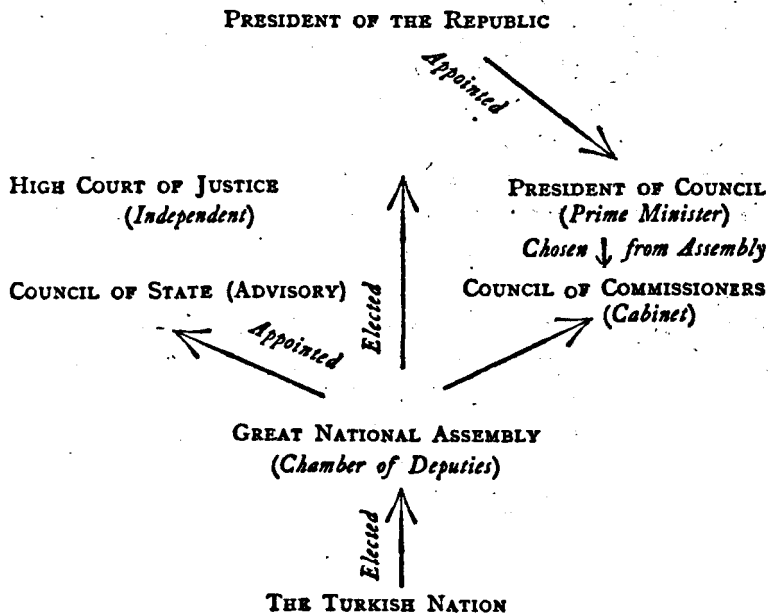 PRESIDENT OF THE REPUBLIC
Appointed
HIGH COURT OF JUSTICE
(Independent)
PRESIDENT OF COUNCIL
(Prime Minister)
Chosen from Assembly
COUNCIL OF STATE (ADVISORY)
COUNCIL OF COMMISSIONERS
(Cabinet)
Appointed
Elected
GREAT NATIONAL ASSEMBLY
(Chamber of Deputies)
Elected
THE TURKISH NATION